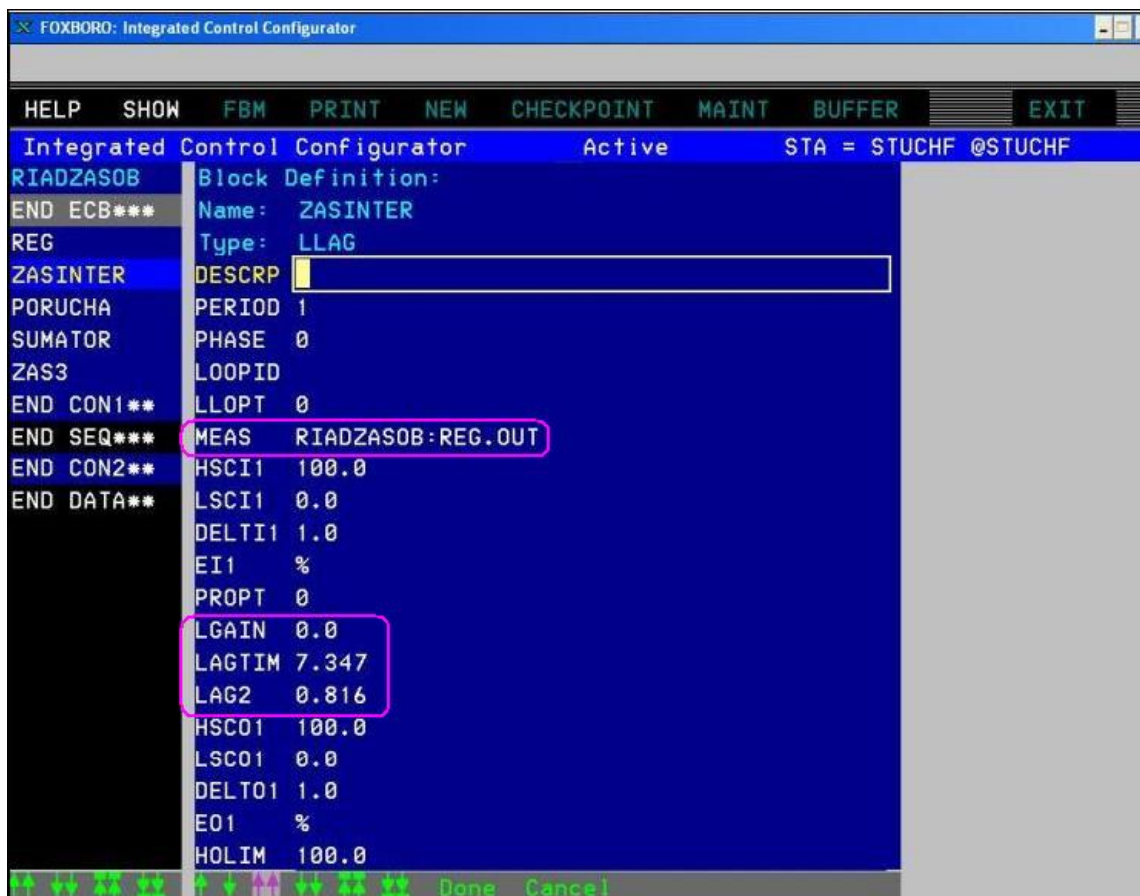 FOXBORO: Integrated Control Configurator
HELP SHOW FBM PRINT NEW CHECKPOINT MAINT BUFFER EXIT
Integrated Control Configurator Active STA = STUCHF @STUCHF
RIADZASOB
END ECB***
REG
ZASINTER
PORUCHA
SUMATOR
ZAS3
END CON1**
END SEQ***
END CON2**
END DATA**
Block Definition:
Name: ZASINTER
Type: LLAG
DESCRP
PERIOD 1
PHASE 0
LOOPID
LLOPT 0
MEAS RIADZASOB:REG.OUT
HSCI1 100.0
LSCI1 0.0
DELTI1 1.0
EI1 %
PROPT 0
LGAIN 0.0
LAGTIM 7.347
LAG2 0.816
HSCO1 100.0
LSCO1 0.0
DELTO1 1.0
EO1 %
HOLIM 100.0
Done Cancel